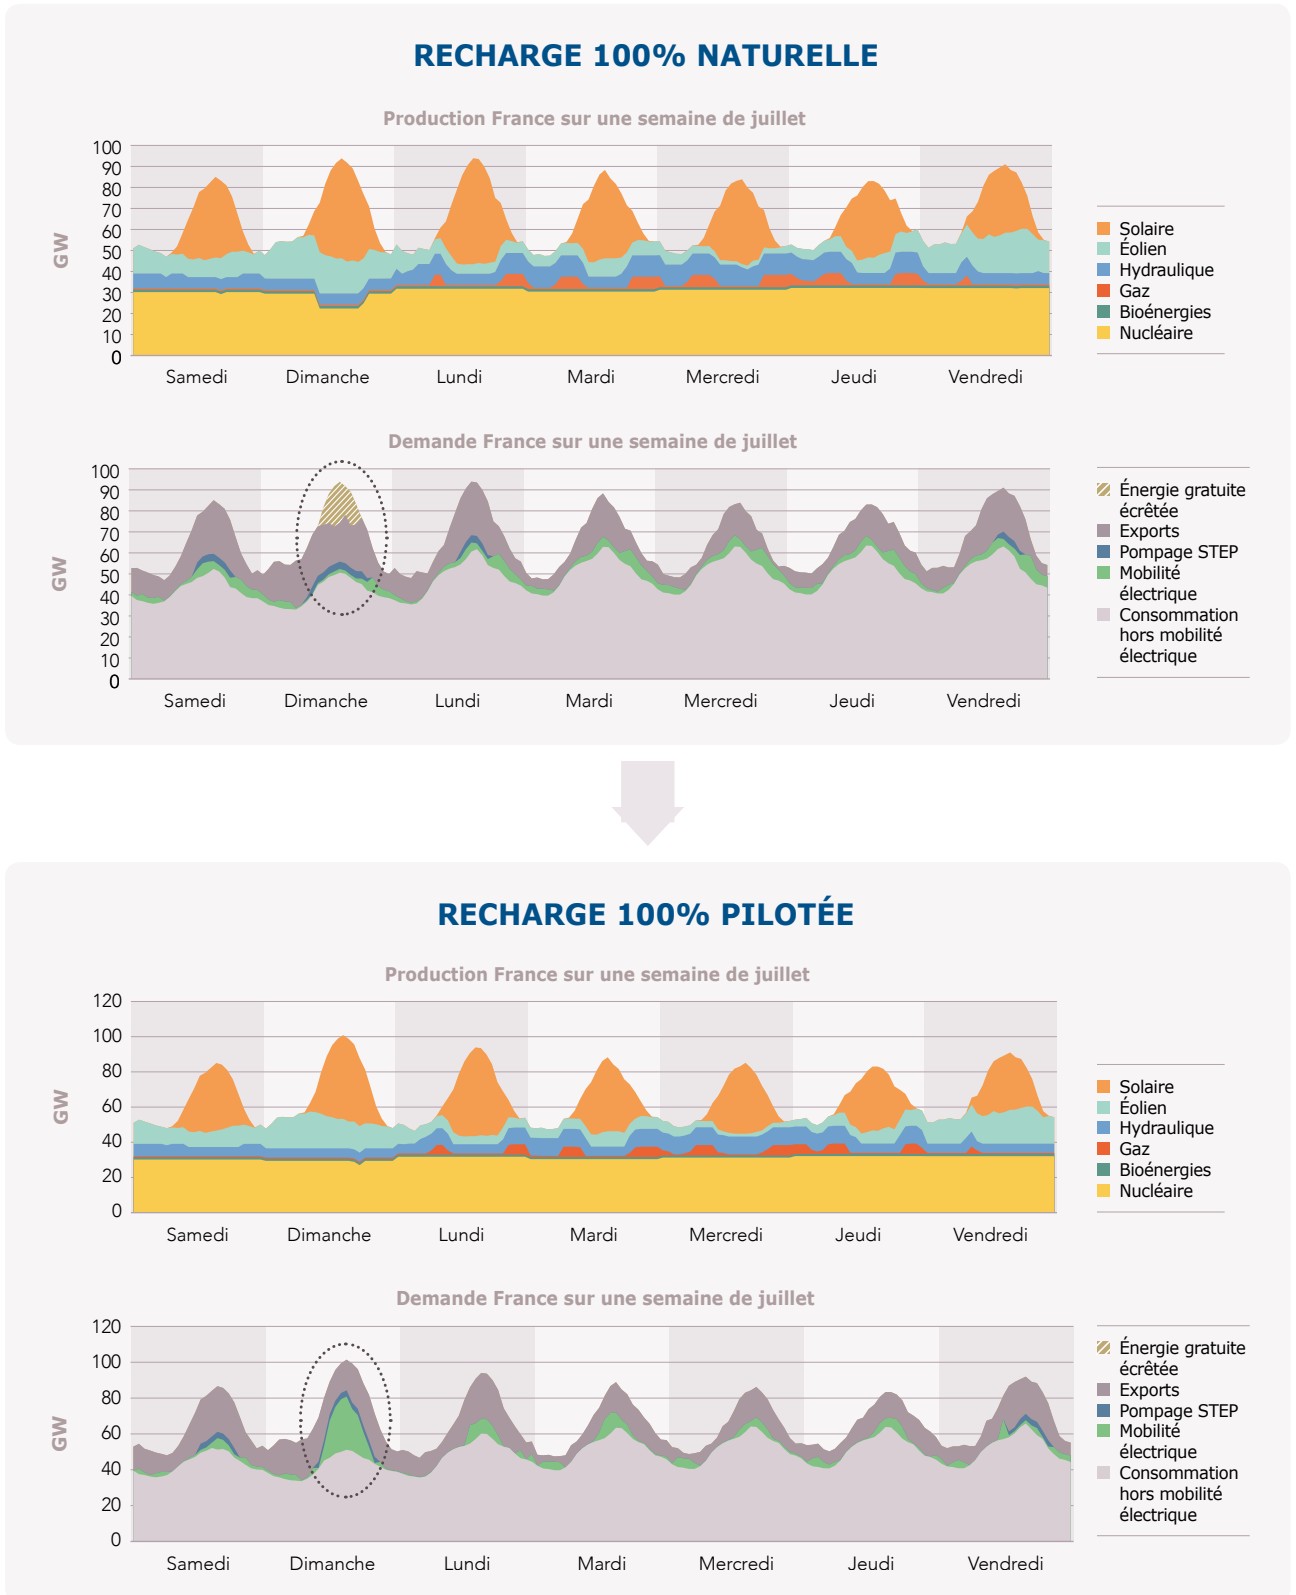 RECHARGE 100% NATURELLE
Production France sur une semaine de juillet
100
90
80
70
60
50
40
30
20
10
0
GW
Samedi
Dimanche
Lundi
Mardi
Mercredi
Jeudi
Vendredi
Solaire
Éolien
Hydraulique
Gaz
Bioénergies
Nucléaire
Demande France sur une semaine de juillet
100
90
80
70
60
50
40
30
20
10
0
GW
Samedi
Dimanche
Lundi
Mardi
Mercredi
Jeudi
Vendredi
Énergie gratuite
écrêtée
Exports
Pompage STEP
Mobilité
électrique
Consommation
hors mobilité
électrique
RECHARGE 100% PILOTÉE
Production France sur une semaine de juillet
120
100
80
60
40
20
0
GW
Samedi
Dimanche
Lundi
Mardi
Mercredi
Jeudi
Vendredi
Solaire
Éolien
Hydraulique
Gaz
Bioénergies
Nucléaire
Demande France sur une semaine de juillet
120
100
80
60
40
20
0
GW
Samedi
Dimanche
Lundi
Mardi
Mercredi
Jeudi
Vendredi
Énergie gratuite
écrêtée
Exports
Pompage STEP
Mobilité
électrique
Consommation
hors mobilité
électrique